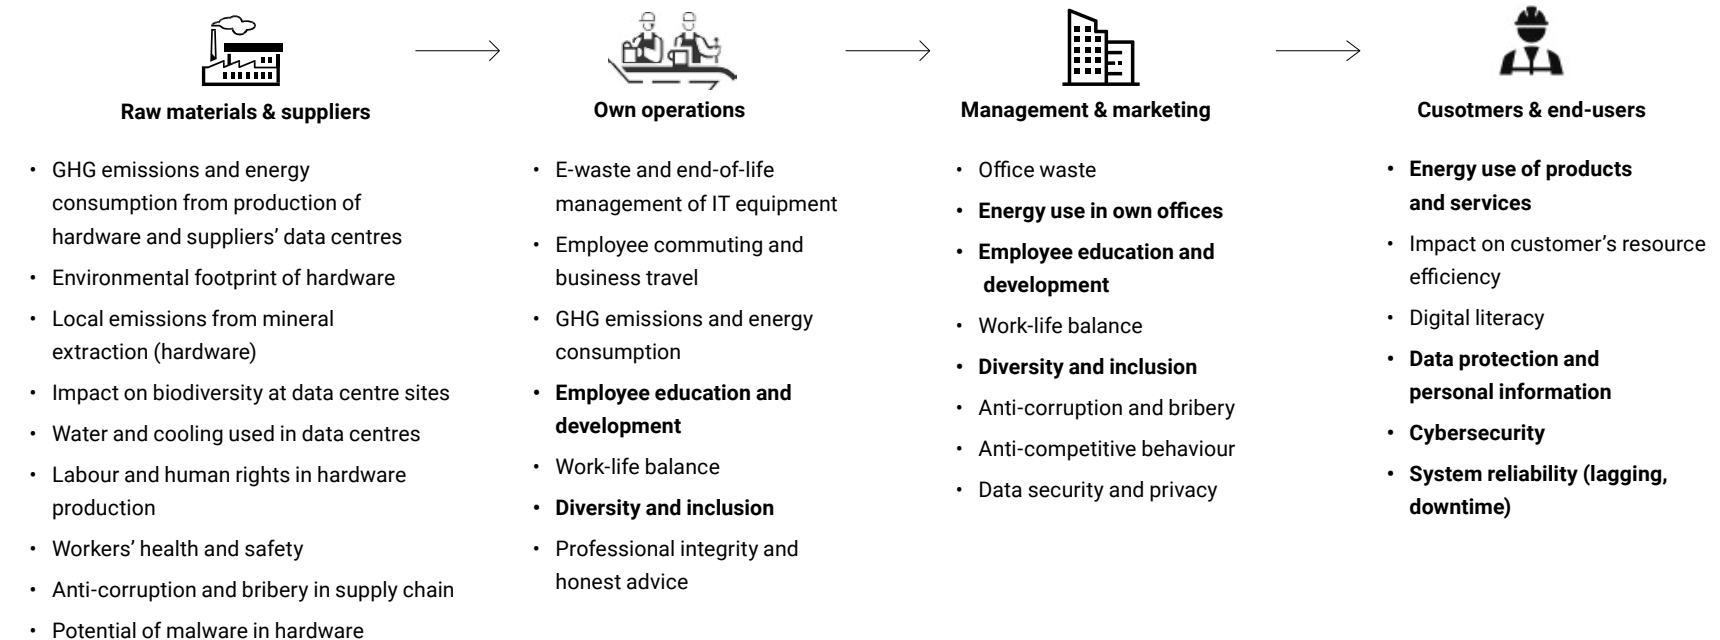 Raw materials & suppliers
• GHG emissions and energy
consumption from production of
hardware and suppliers’ data centres
• Environmental footprint of hardware
• Local emissions from mineral
extraction (hardware)
• Impact on biodiversity at data centre sites
• Water and cooling used in data centres
• Labour and human rights in hardware
production
• Workers’ health and safety
• Anti-corruption and bribery in supply chain
• Potential of malware in hardware
Own operations
• E-waste and end-of-life
management of IT equipment
• Employee commuting and
business travel
• GHG emissions and energy
consumption
• Employee education and
development
• Work-life balance
• Diversity and inclusion
• Professional integrity and
honest advice
Management & marketing
• Office waste
• Energy use in own offices
• Employee education and
development
• Work-life balance
• Diversity and inclusion
• Anti-corruption and bribery
• Anti-competitive behaviour
• Data security and privacy
Cusotmers & end-users
• Energy use of products
and services
• Impact on customer’s resource
efficiency
• Digital literacy
• Data protection and
personal information
• Cybersecurity
• System reliability (lagging,
downtime)